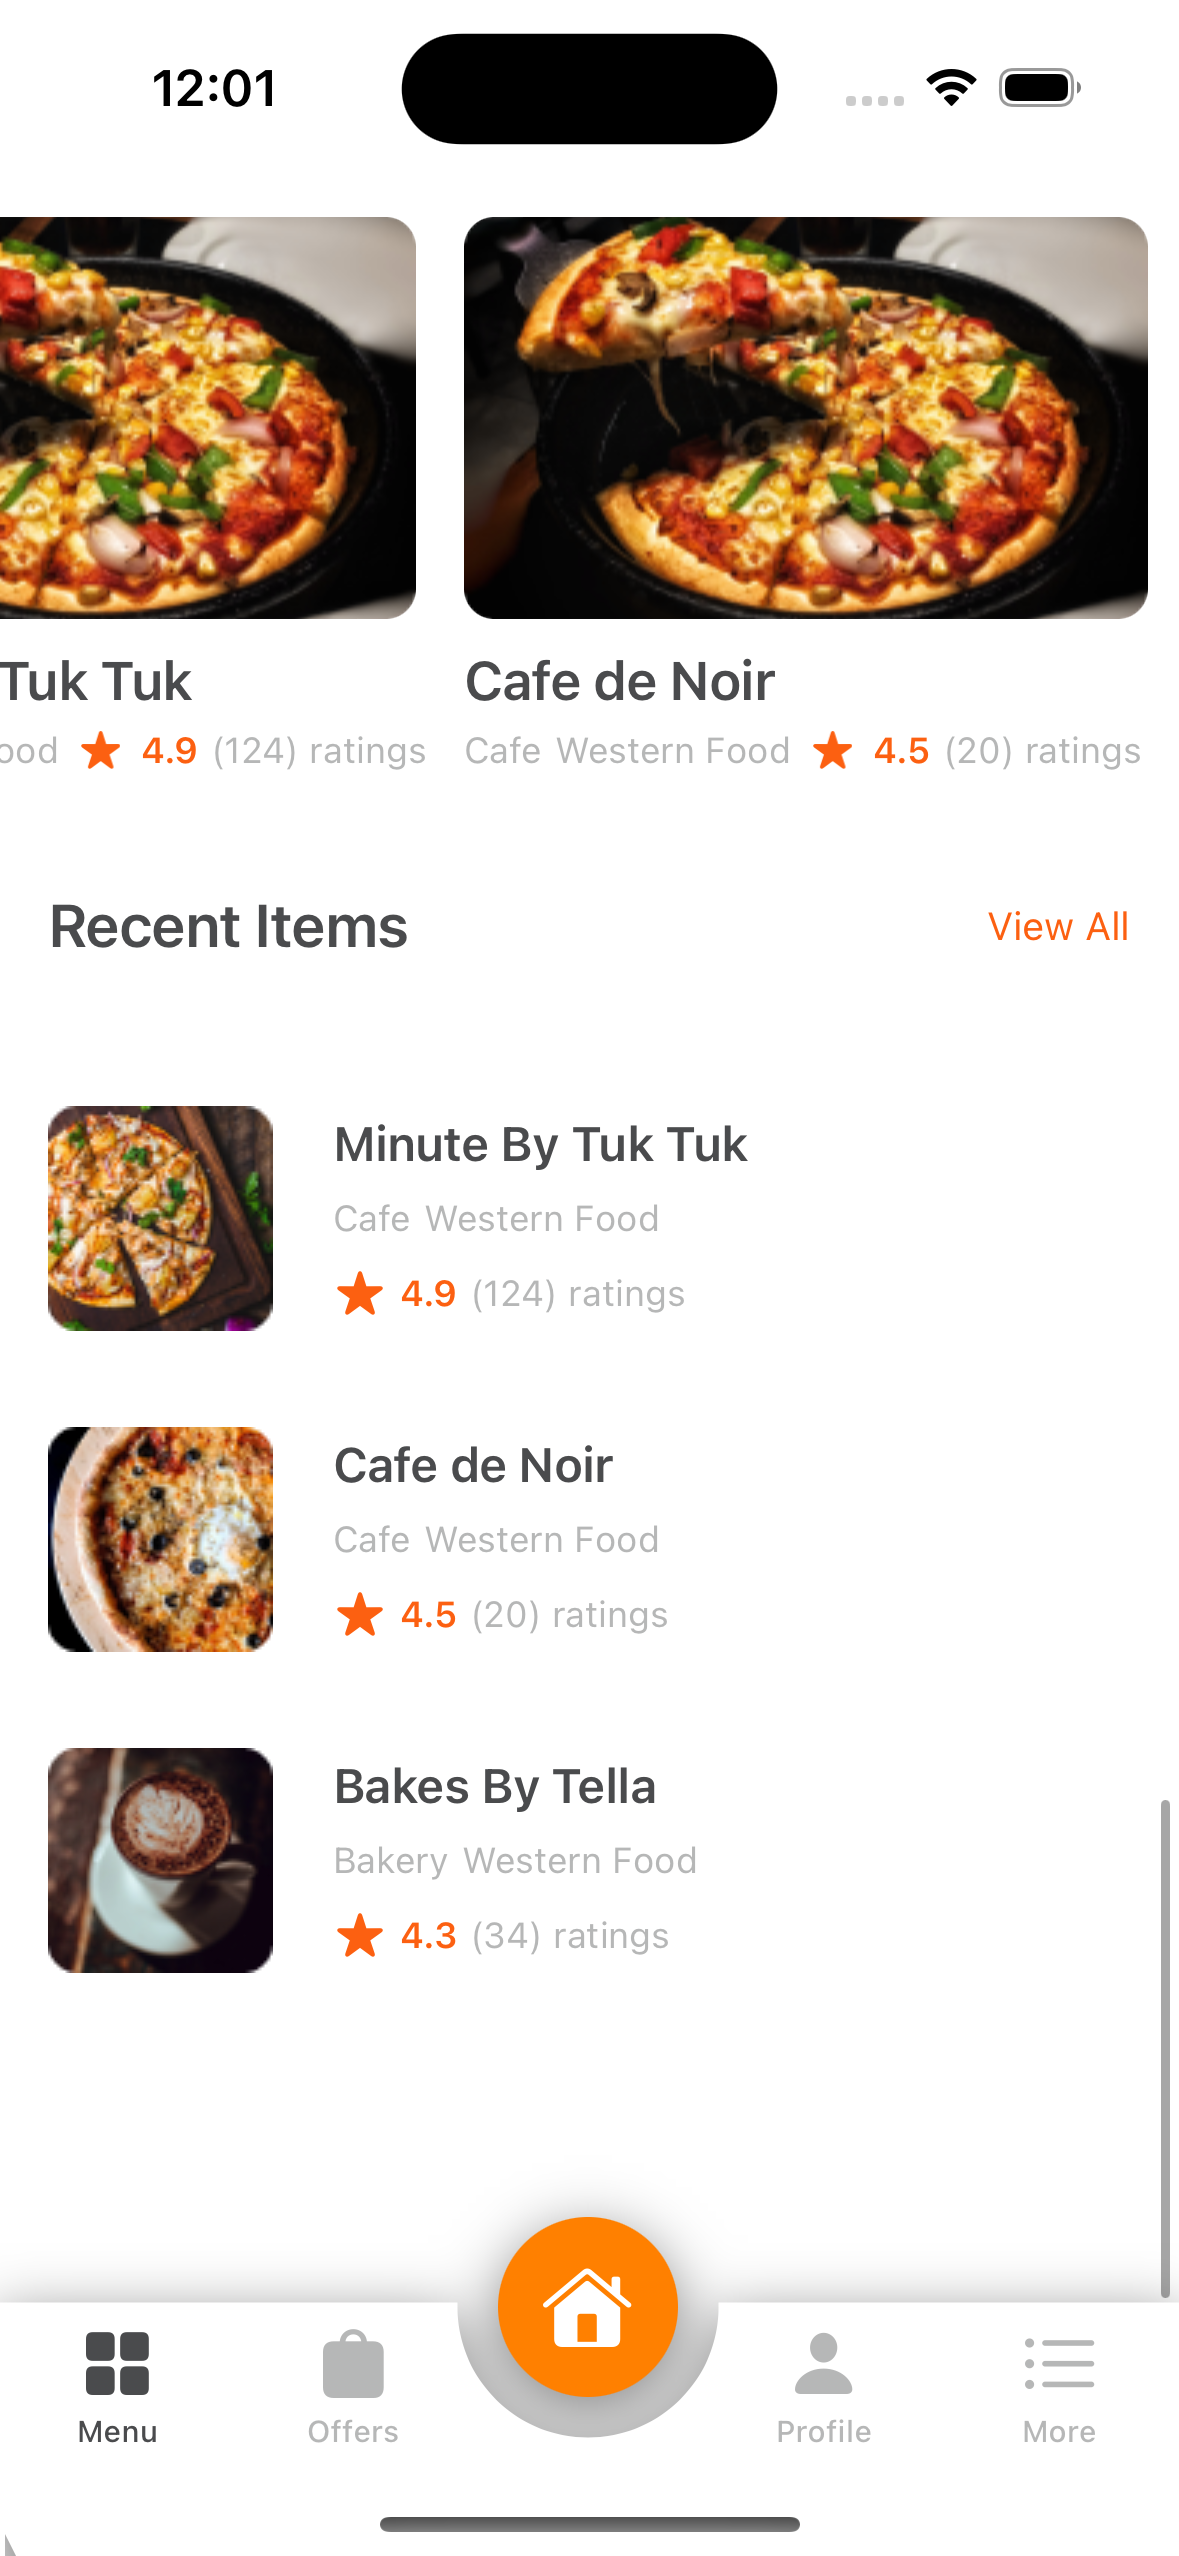 12:01
Tuk Tuk
ood 4.9 (124) ratings
Cafe de Noir
Cafe Western Food 4.5 (20) ratings
Recent Items
View All
Minute By Tuk Tuk
Cafe Western Food
4.9 (124) ratings
Cafe de Noir
Cafe Western Food
4.5 (20) ratings
Bakes By Tella
Bakery Western Food
4.3 (34) ratings
Menu
Offers
Profile
More